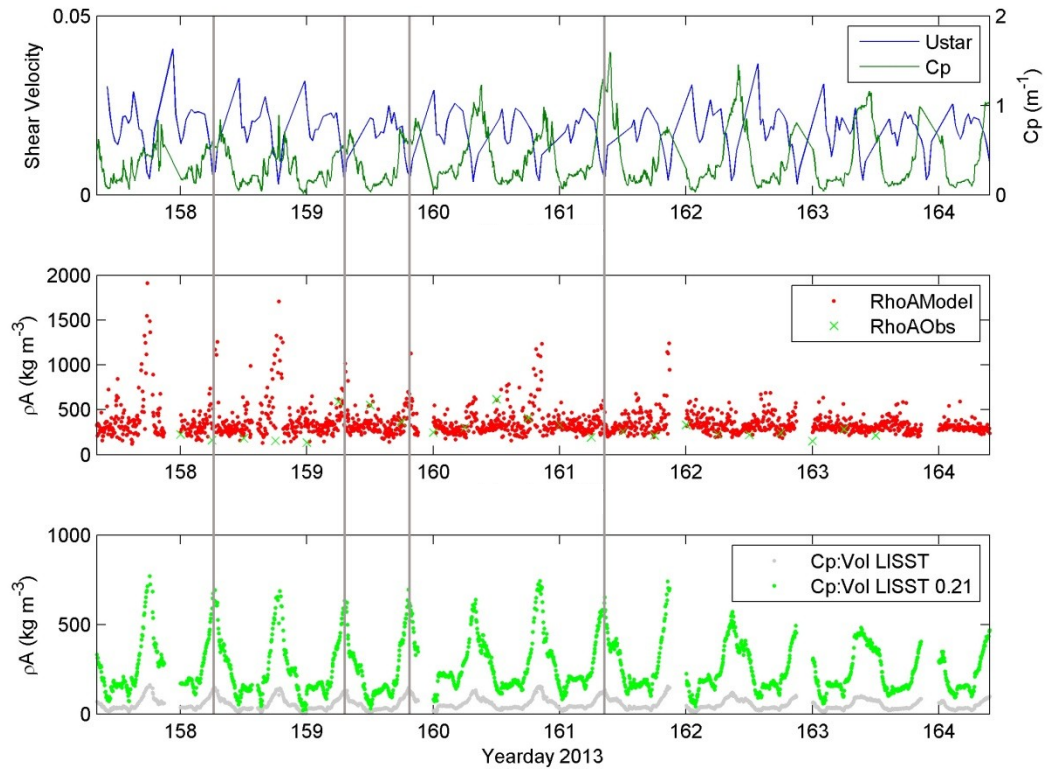 0.05
0
Shear Velocity
2
1
0
Cp (m⁻¹)
Ustar
Cp
158 159 160 161 162 163 164
2000
1500
1000
500
0
ρA (kg m⁻³)
RhoAModel
RhoAObs
158 159 160 161 162 163 164
1000
500
0
ρA (kg m⁻³)
Cp:Vol LISST
Cp:Vol LISST 0.21
158 159 160 161 162 163 164
Yearday 2013